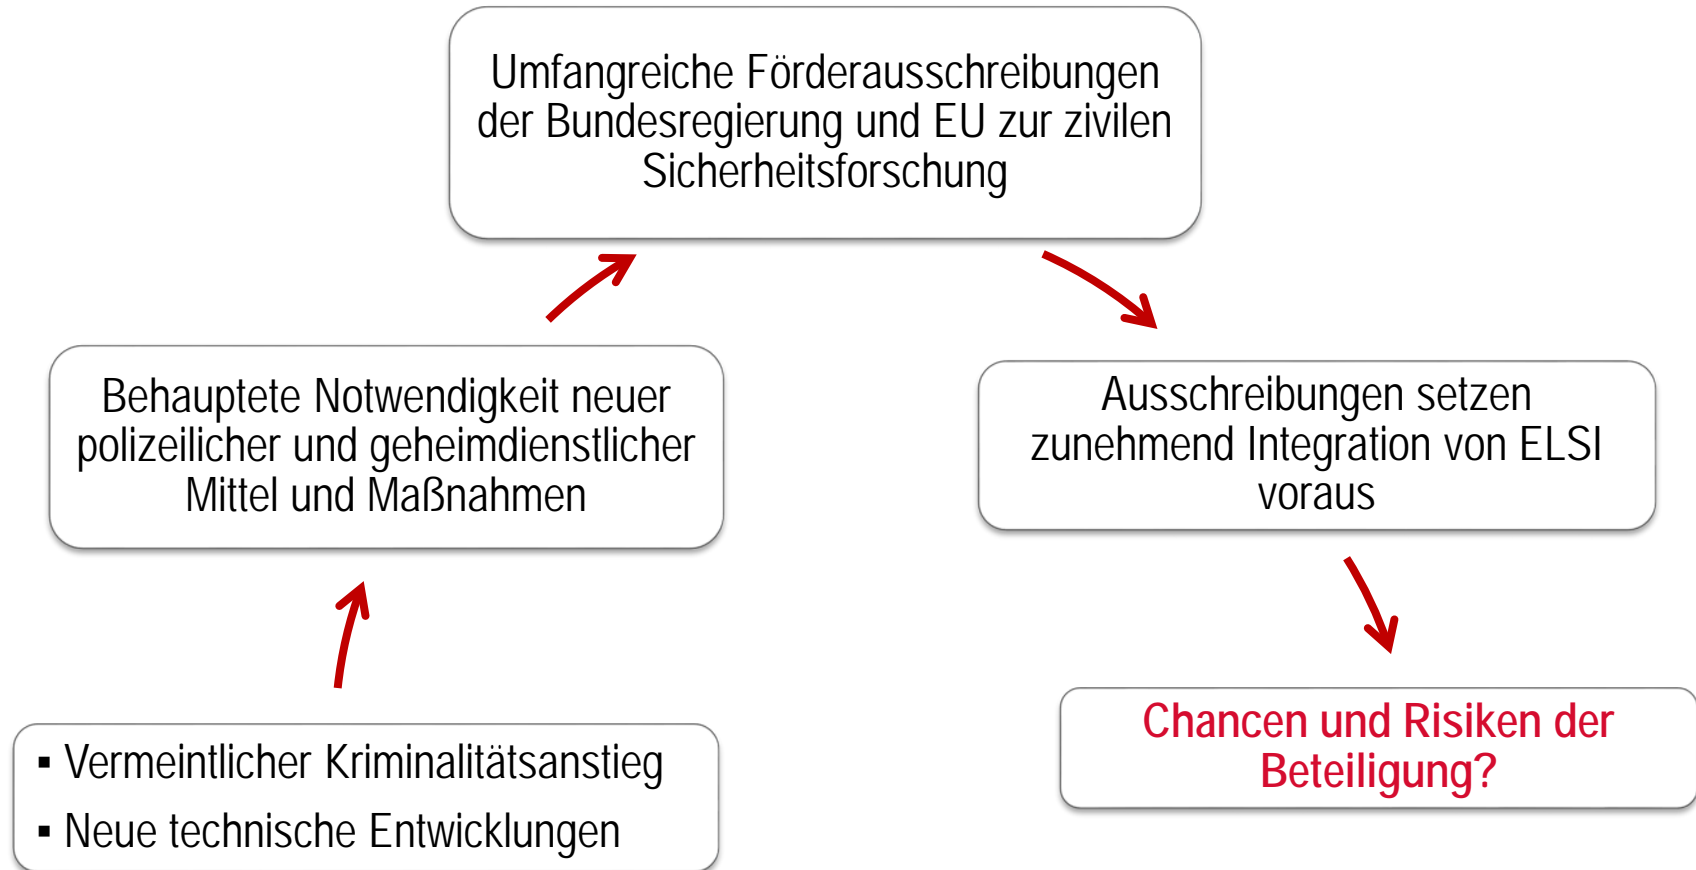 Umfangreiche Förderausschreibungen
der Bundesregierung und EU zur zivilen
Sicherheitsforschung
Behauptete Notwendigkeit neuer
polizeilicher und geheimdienstlicher
Mittel und Maßnahmen
Ausschreibungen setzen
zunehmend Integration von ELSI
voraus
▪ Vermeintlicher Kriminalitätsanstieg
▪ Neue technische Entwicklungen
Chancen und Risiken der
Beteiligung?